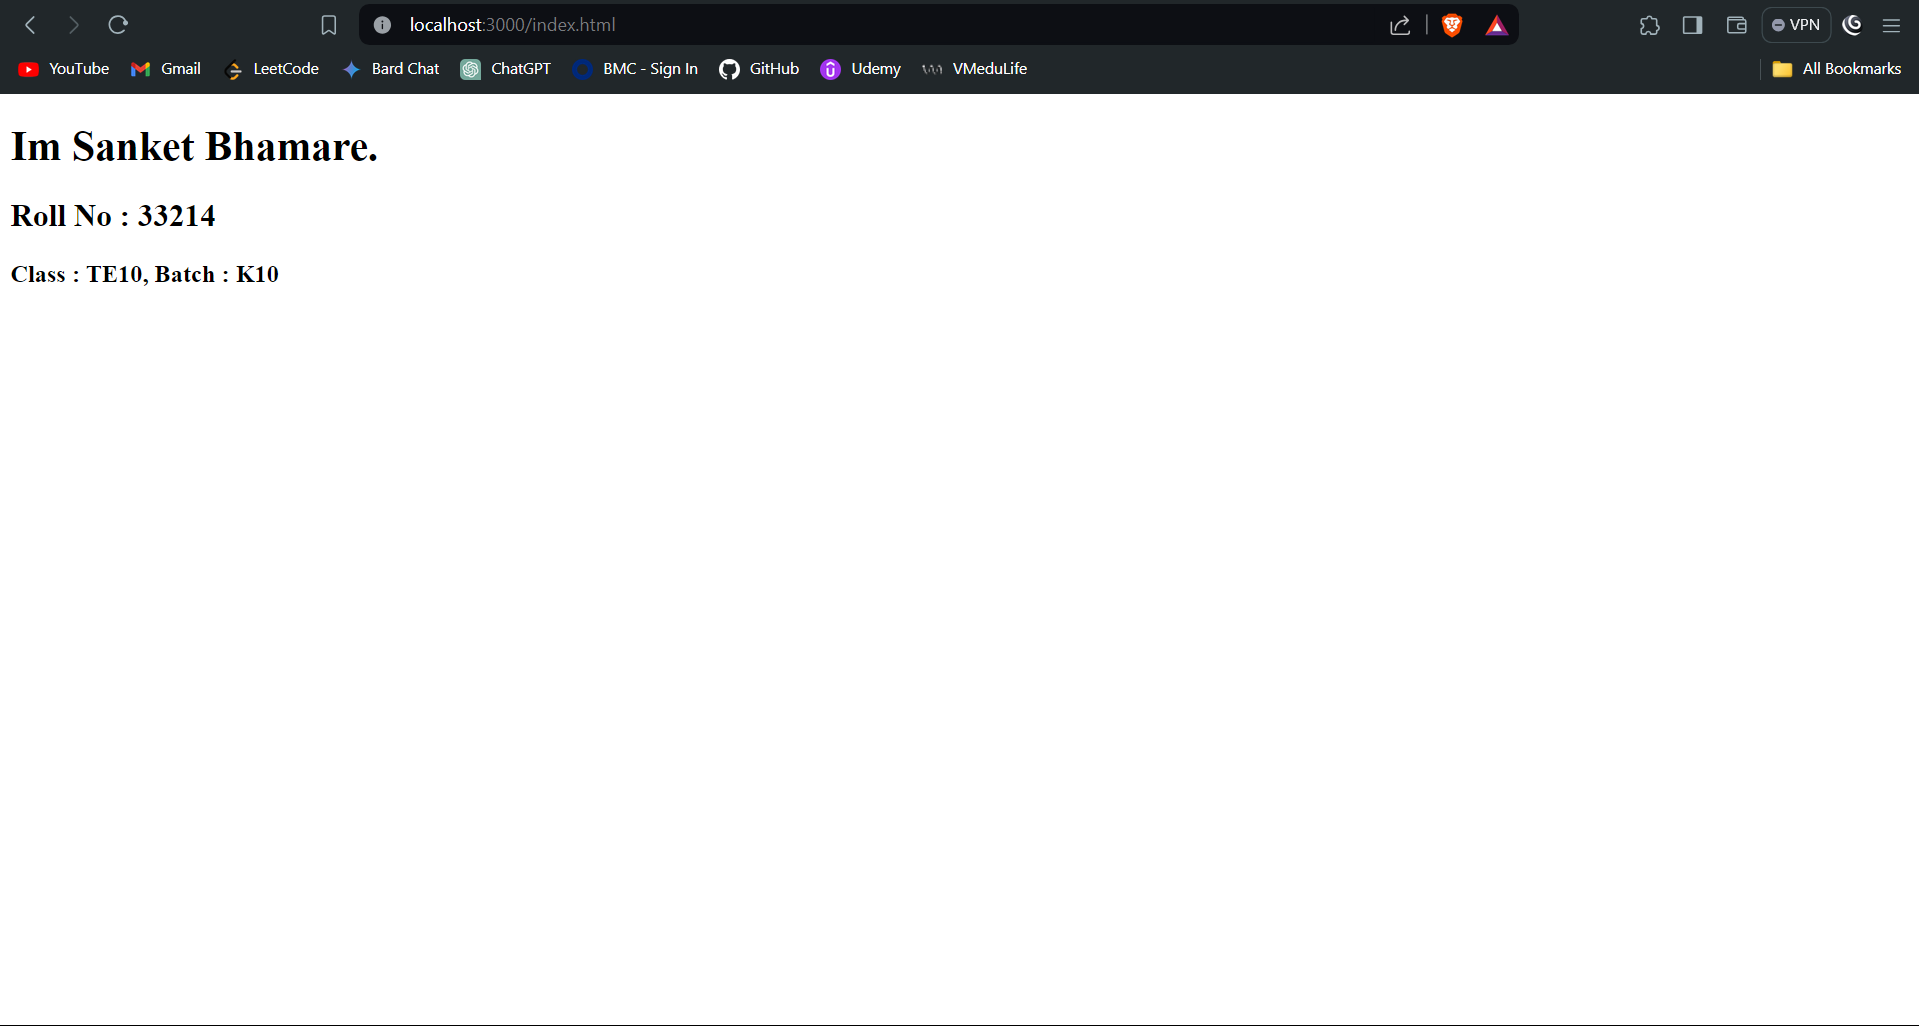 localhost:3000/index.html
VPN
YouTube Gmail LeetCode Bard Chat ChatGPT BMC - Sign In GitHub Udemy VMeduLife All Bookmarks
Im Sanket Bhamare.
Roll No : 33214
Class : TE10, Batch : K10